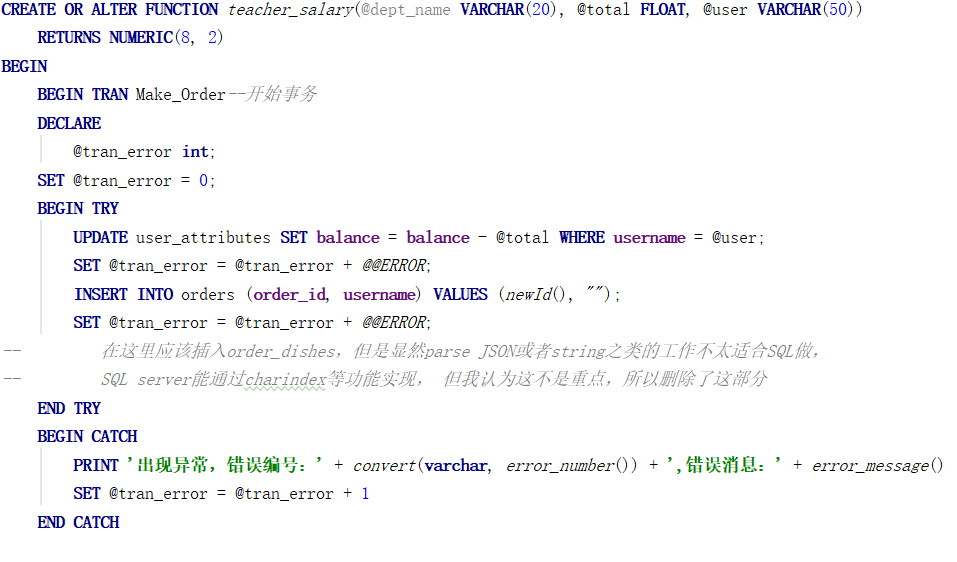 CREATE OR ALTER FUNCTION teacher_salary(@dept_name VARCHAR(20), @total FLOAT, @user VARCHAR(50))
    RETURNS NUMERIC(8, 2)
BEGIN
    BEGIN TRAN Make_Order--开始事务
    DECLARE
        @tran_error int;
    SET @tran_error = 0;
    BEGIN TRY
        UPDATE user_attributes SET balance = balance - @total WHERE username = @user;
        SET @tran_error = @tran_error + @@ERROR;
        INSERT INTO orders (order_id, username) VALUES (newId(), "");
        SET @tran_error = @tran_error + @@ERROR;
--         在这里应该插入order_dishes，但是显然parse JSON或者string之类的工作不太适合SQL做，
--         SQL server能通过charindex等功能实现， 但我认为这不是重点，所以删除了这部分
    END TRY
    BEGIN CATCH
        PRINT '出现异常，错误编号：' + convert(varchar, error_number()) + ',错误消息：' + error_message()
        SET @tran_error = @tran_error + 1
    END CATCH